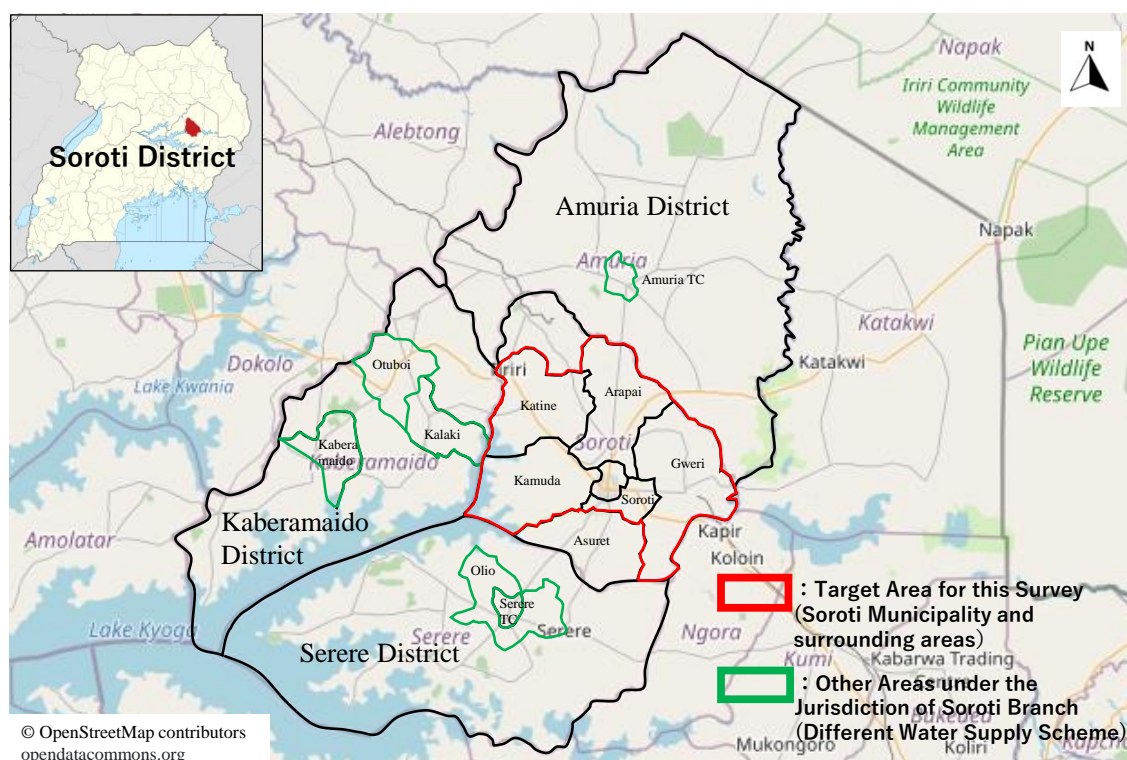 Soroti District
N
Napak
Iriri Community
Wildlife
Management
Area
Alebtong
Amuria District
Napak
Amuria
Amuria TC
Katakwi
Dokolo
Otuboi
Arapai
Katakwi
Pian Upe
Wildlife
Reserve
Lake Kwania
Katine
Kalaki
Kabera
maido
Kaberamaido
Soroti
Gweri
Kamuda
Soroti
Kaberamaido
District
Amolatar
Asuret
Kapir
Koloin
Olio
Serere
TC
Serere
Serere
Lake Kyoga
Serere District
Ngora
Kumi
Kabarwa Trading
: Target Area for this Survey
(Soroti Municipality and
surrounding areas)
: Other Areas under the
Jurisdiction of Soroti Branch
(Different Water Supply Scheme)
Mukongoro
Koliri
© OpenStreetMap contributors
opendatacommons.org